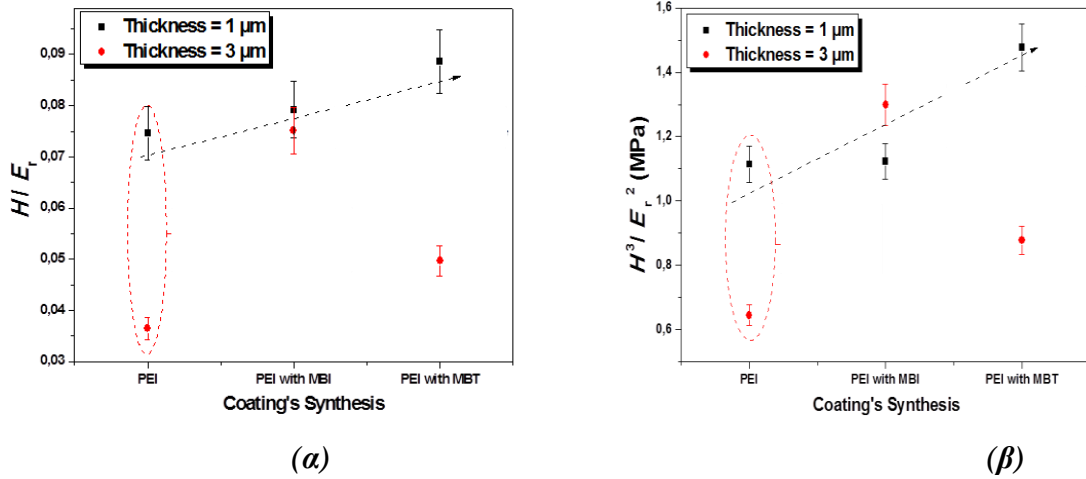 Thickness = 1 µm
Thickness = 3 µm
0,09
0,08
0,07
0,06
0,05
0,04
0,03
H / E r
PEI
PEI with MBI
PEI with MBT
Coating's Synthesis
(α)
1,6
Thickness = 1 µm
Thickness = 3 µm
1,4
1,2
1,0
0,8
0,6
H 3 / E r 2 (MPa)
PEI
PEI with MBI
PEI with MBT
Coating's Synthesis
(β)